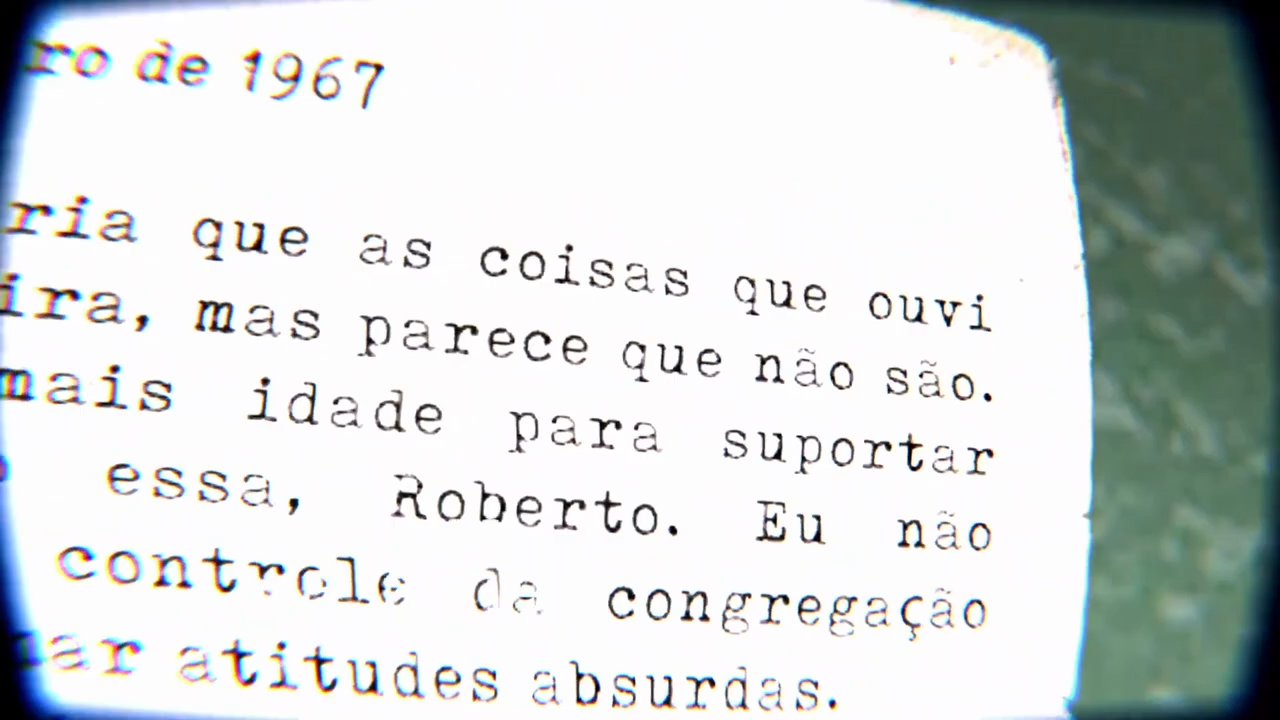 ro de 1967
ria que as coisas que ouvi
ira, mas parece que não são.
mais idade para suportar
essa, Roberto. Eu não
controle da congregação
nar atitudes absurdas.